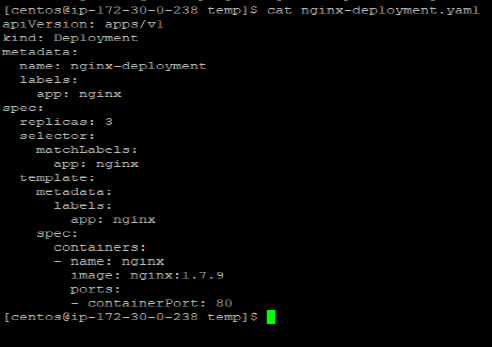 [centos@ip-172-30-0-238 temp]$ cat nginx-deployment.yaml
apiVersion: apps/v1
kind: Deployment
metadata:
  name: nginx-deployment
  labels:
    app: nginx
spec:
  replicas: 3
  selector:
    matchLabels:
      app: nginx
  template:
    metadata:
      labels:
        app: nginx
    spec:
      containers:
      - name: nginx
        image: nginx:1.7.9
        ports:
        - containerPort: 80
[centos@ip-172-30-0-238 temp]$